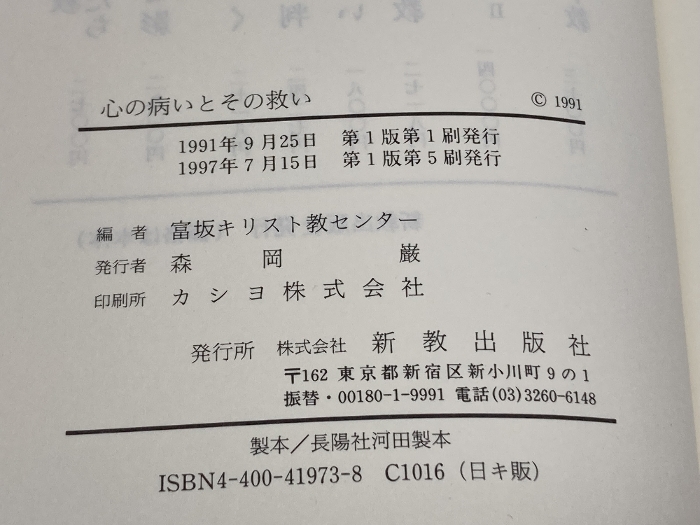 心の病いとその救い © 1991
1991年9月25日 第1版第1刷発行
1997年7月15日 第1版第5刷発行
編者 富坂キリスト教センター
発行者 森岡巌
印刷所 カシヨ株式会社
発行所 株式会社 新教出版社
〒162 東京都新宿区新小川町9の1
振替・00180-1-9991 電話(03)3260-6148
製本/長陽社河田製本
ISBN4-400-41973-8 C1016(日キ販)